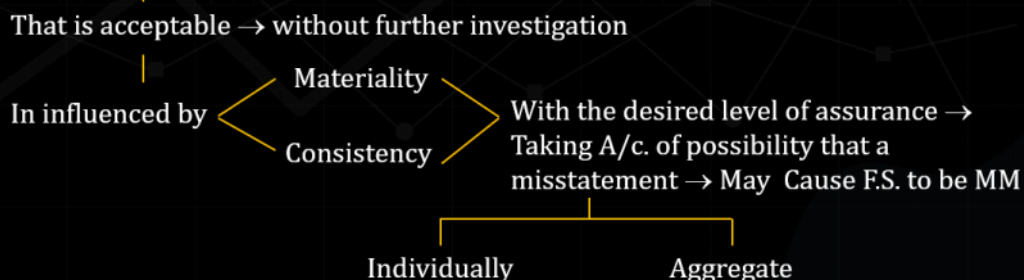 That is acceptable → without further investigation
Materiality
In influenced by
Consistency
With the desired level of assurance →
Taking A/c. of possibility that a
misstatement → May Cause F.S. to be MM
Individually
Aggregate